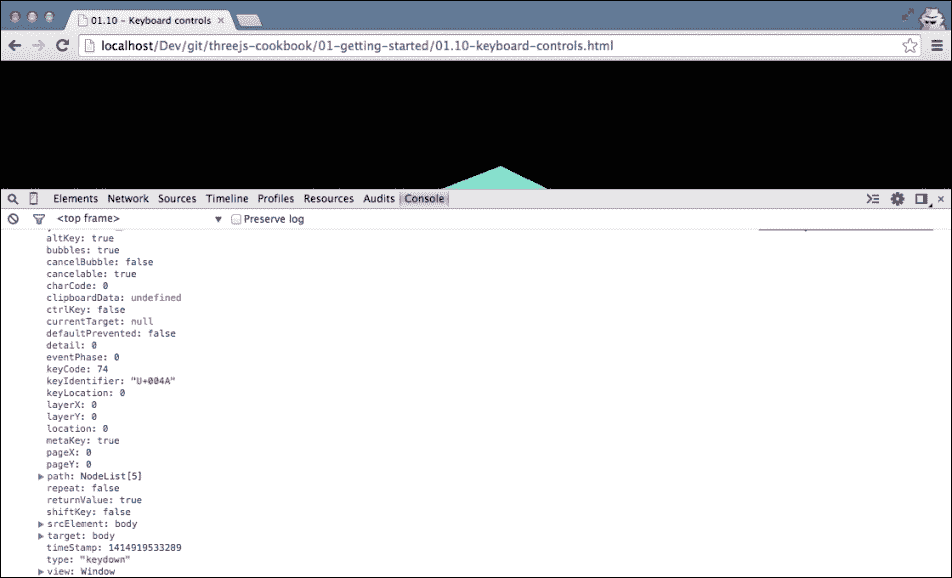 01.10 - Keyboard controls
localhost/Dev/git/threejs-cookbook/01-getting-started/01.10-keyboard-controls.html
Elements Network Sources Timeline Profiles Resources Audits Console
<top frame> Preserve log
altKey: true
bubbles: true
cancelBubble: false
cancelable: true
charCode: 0
clipboardData: undefined
ctrlKey: false
currentTarget: null
defaultPrevented: false
detail: 0
eventPhase: 0
keyCode: 74
keyIdentifier: "U+004A"
keyLocation: 0
layerX: 0
layerY: 0
location: 0
metaKey: true
pageX: 0
pageY: 0
path: NodeList[5]
repeat: false
returnValue: true
shiftKey: false
srcElement: body
target: body
timeStamp: 1414919533289
type: "keydown"
view: Window